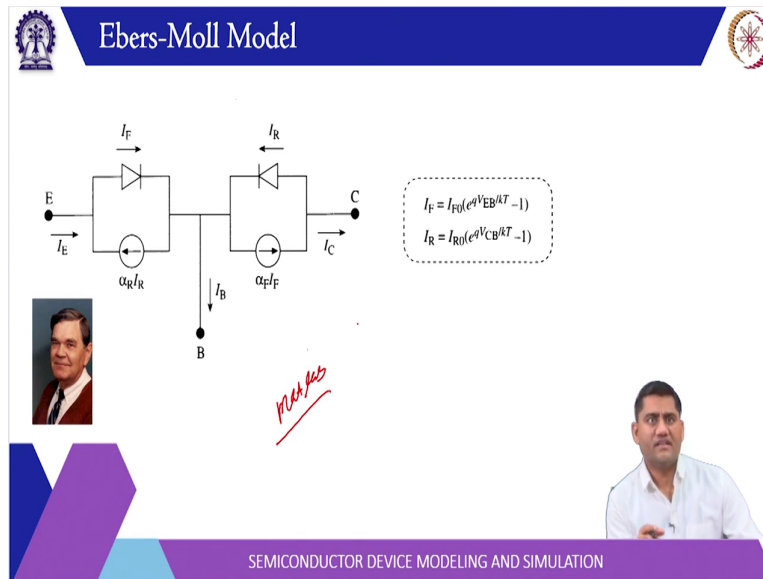 Ebers-Moll Model
I_F
I_R
E
C
I_E
I_C
α_R I_R
α_F I_F
I_B
B
I_F = I_F0(e^qV_EB/kT −1)
I_R = I_R0(e^qV_CB/kT −1)
SEMICONDUCTOR DEVICE MODELING AND SIMULATION